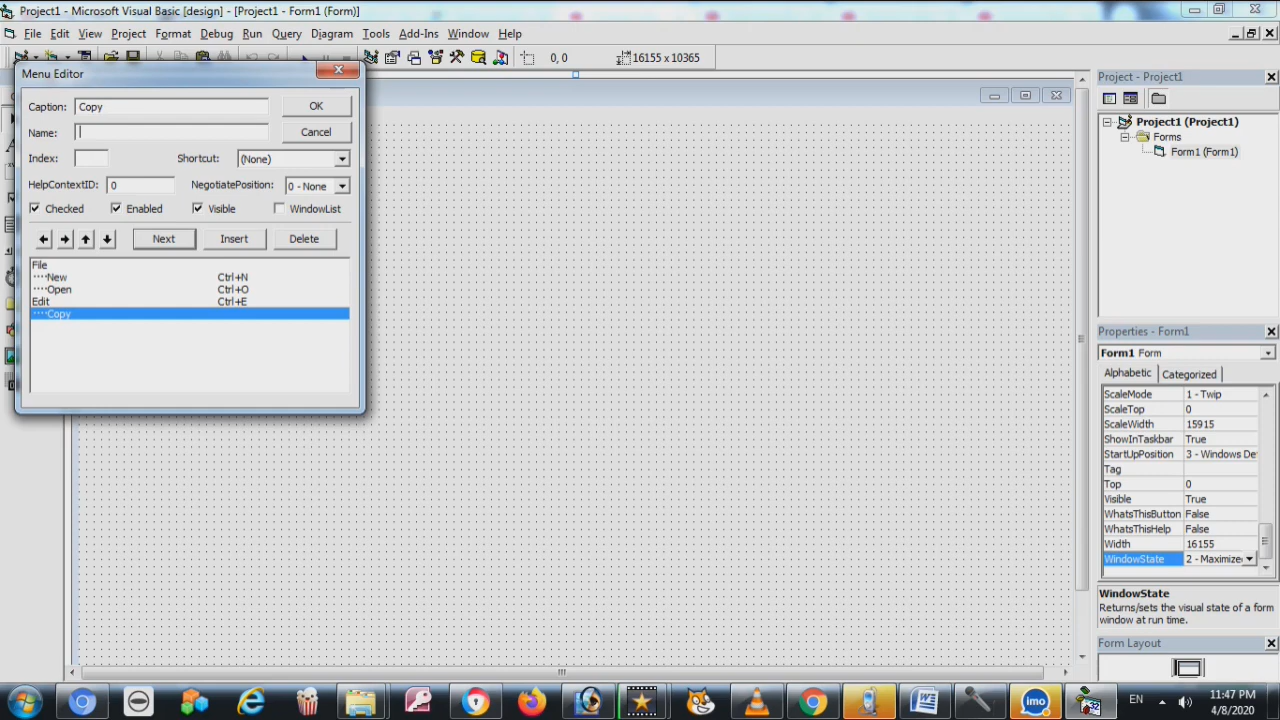 Project1 - Microsoft Visual Basic [design] - [Project1 - Form1 (Form)]
File Edit View Project Format Debug Run Query Diagram Tools Add-Ins Window Help
0, 0 16155 x 10365
Menu Editor
Caption: Copy OK
Name: Cancel
Index: Shortcut: (None)
HelpContextID: 0 NegotiatePosition: 0 - None
Checked Enabled Visible WindowList
Next Insert Delete
File
····New Ctrl+N
····Open Ctrl+O
Edit Ctrl+E
····Copy
Project - Project1
Project1 (Project1)
Forms
Form1 (Form1)
Properties - Form1
Form1 Form
Alphabetic Categorized
ScaleMode 1 - Twip
ScaleTop 0
ScaleWidth 15915
ShowInTaskbar True
StartUpPosition 3 - Windows De
Tag
Top 0
Visible True
WhatsThisButton False
WhatsThisHelp False
Width 16155
WindowState 2 - Maximized
WindowState
Returns/sets the visual state of a form
window at run time.
Form Layout
imo
32
EN
11:47 PM
4/8/2020